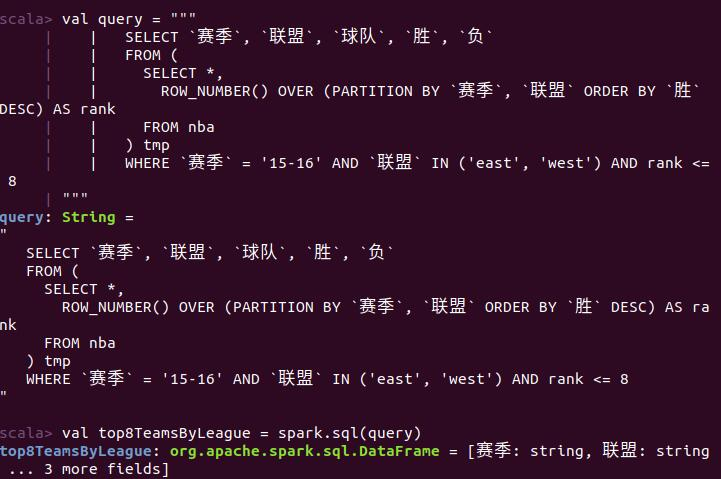 scala> val query = """
     |     |   SELECT `赛季`, `联盟`, `球队`, `胜`, `负`
     |     |   FROM (
     |     |     SELECT *,
     |     |       ROW_NUMBER() OVER (PARTITION BY `赛季`, `联盟` ORDER BY `胜`
DESC) AS rank
     |     |     FROM nba
     |     |   ) tmp
     |     |   WHERE `赛季` = '15-16' AND `联盟` IN ('east', 'west') AND rank <=
 8
     | """
query: String =
"
   SELECT `赛季`, `联盟`, `球队`, `胜`, `负`
   FROM (
     SELECT *,
       ROW_NUMBER() OVER (PARTITION BY `赛季`, `联盟` ORDER BY `胜` DESC) AS ra
nk
     FROM nba
   ) tmp
   WHERE `赛季` = '15-16' AND `联盟` IN ('east', 'west') AND rank <= 8
"
scala> val top8TeamsByLeague = spark.sql(query)
top8TeamsByLeague: org.apache.spark.sql.DataFrame = [赛季: string, 联盟: string
 ... 3 more fields]